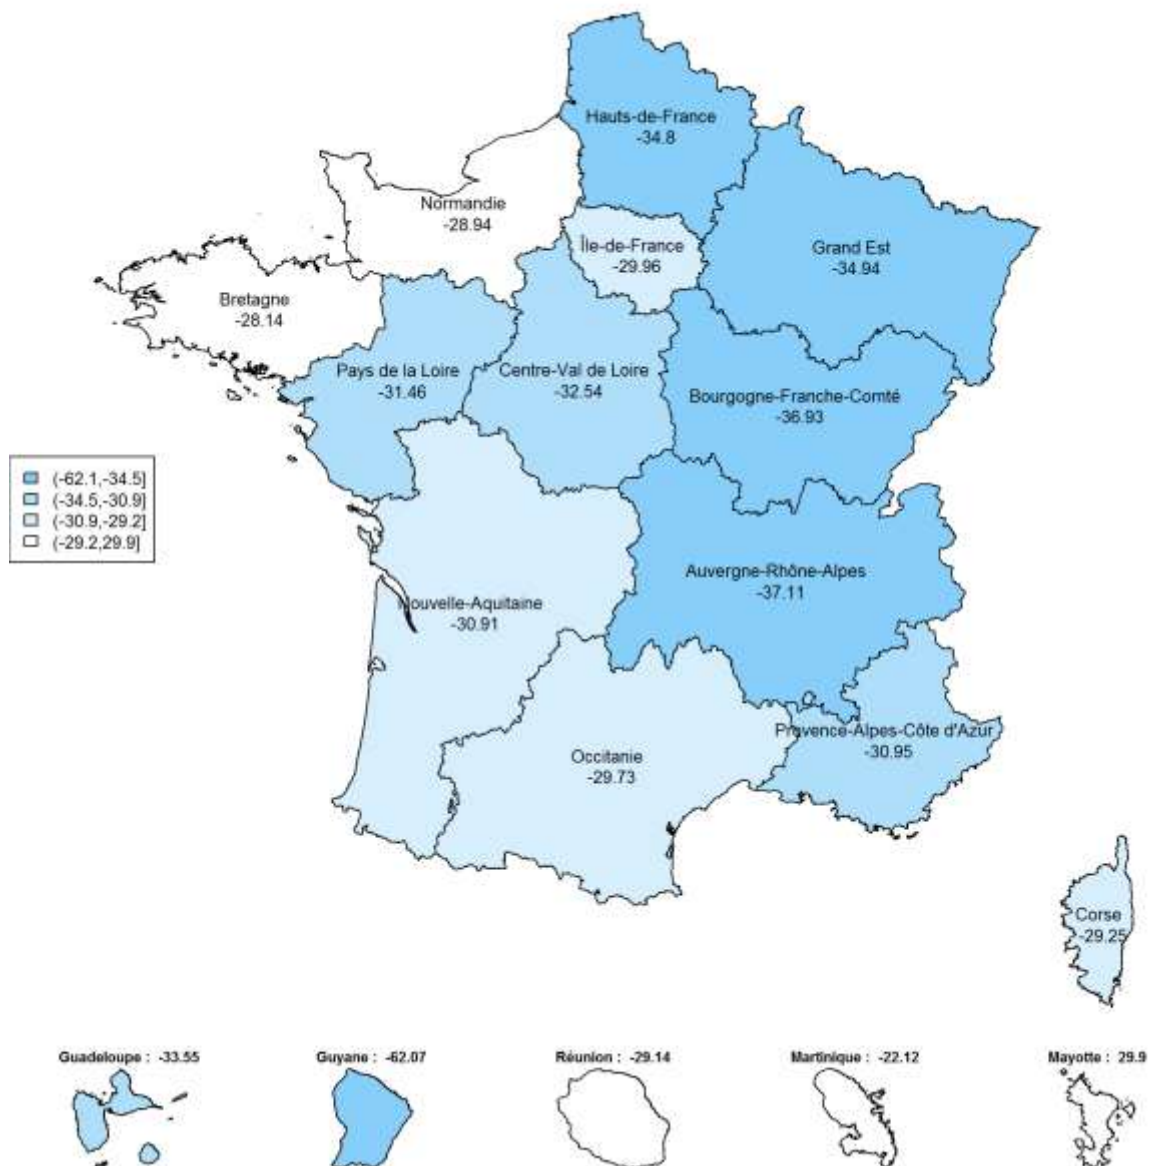 Hauts-de-France
-34.8
Normandie
-28.94
Île-de-France
-29.96
Grand Est
-34.94
Bretagne
-28.14
Pays de la Loire
-31.46
Centre-Val de Loire
-32.54
Bourgogne-Franche-Comté
-36.93
(-62.1,-34.5]
(-34.5,-30.9]
(-30.9,-29.2]
(-29.2,29.9]
Auvergne-Rhône-Alpes
-37.11
Nouvelle-Aquitaine
-30.91
Provence-Alpes-Côte d'Azur
-30.95
Occitanie
-29.73
Corse
-29.25
Guadeloupe : -33.55
Guyane : -62.07
Réunion : -29.14
Martinique : -22.12
Mayotte : 29.9